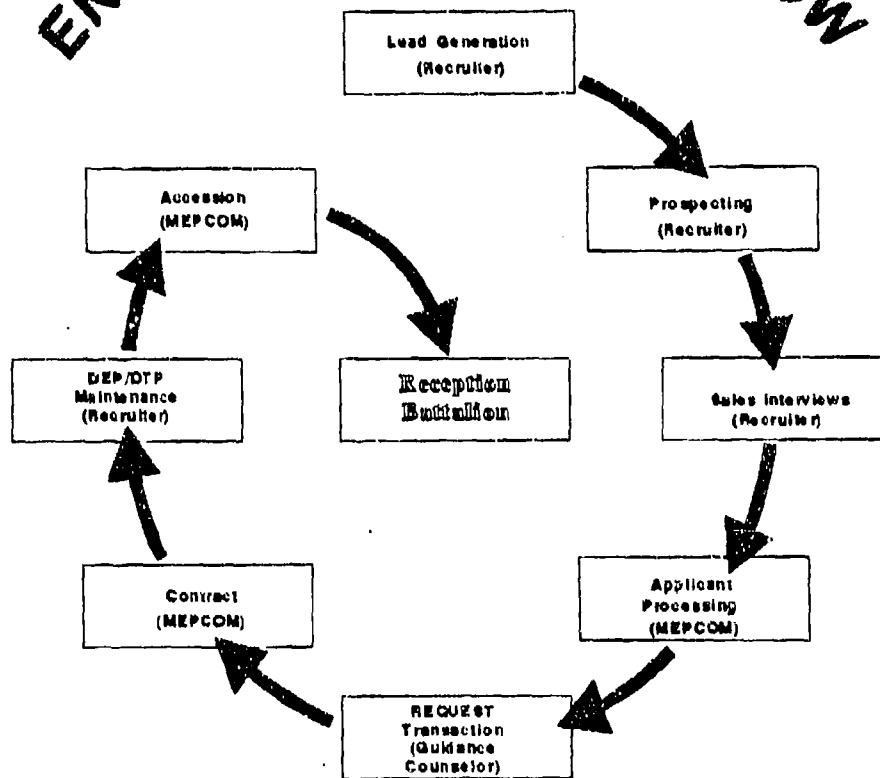 Lead Generation
(Recruiter)
Prospecting
(Recruiter)
Sales Interviews
(Recruiter)
Applicant
Processing
(MEPCOM)
REQUEST
Transaction
(Guidance
Counselor)
Contract
(MEPCOM)
DEP/DTP
Maintenance
(Recruiter)
Accession
(MEPCOM)
Reception
Battalion